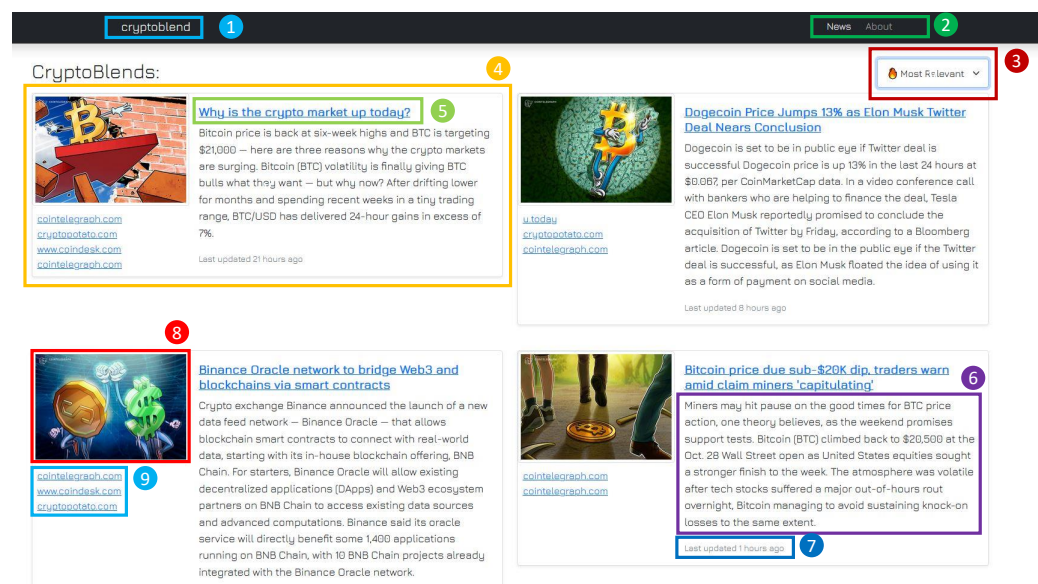 cryptoblend
1
News
About
2
CryptoBlends:
4
🔥 Most Relevant
3
Why is the crypto market up today?
5
Bitcoin price is back at six-week highs and BTC is targeting
$21,000 — here are three reasons why the crypto markets
are surging. Bitcoin (BTC) volatility is finally giving BTC
bulls what they want — but why now? After drifting lower
for months and spending recent weeks in a tiny trading
range, BTC/USD has delivered 24-hour gains in excess of
7%.
Last updated 21 hours ago
cointelegraph.com
cryptopotato.com
www.coindesk.com
cointelegraph.com
Dogecoin Price Jumps 13% as Elon Musk Twitter
Deal Nears Conclusion
Dogecoin is set to be in public eye if Twitter deal is
successful Dogecoin price is up 13% in the last 24 hours at
$0.067, per CoinMarketCap data. In a video conference call
with bankers who are helping to finance the deal, Tesla
CEO Elon Musk reportedly promised to conclude the
acquisition of Twitter by Friday, according to a Bloomberg
article. Dogecoin is set to be in the public eye if the Twitter
deal is successful, as Elon Musk floated the idea of using it
as a form of payment on social media.
Last updated 8 hours ago
u.today
cryptopotato.com
cointelegraph.com
8
Binance Oracle network to bridge Web3 and
blockchains via smart contracts
Crypto exchange Binance announced the launch of a new
data feed network — Binance Oracle — that allows
blockchain smart contracts to connect with real-world
data, starting with its in-house blockchain offering, BNB
Chain. For starters, Binance Oracle will allow existing
decentralized applications (DApps) and Web3 ecosystem
partners on BNB Chain to access existing data sources
and advanced computations. Binance said its oracle
service will directly benefit some 1,400 applications
running on BNB Chain, with 10 BNB Chain projects already
integrated with the Binance Oracle network.
cointelegraph.com
www.coindesk.com
cryptopotato.com
9
Bitcoin price due sub-$20K dip, traders warn
amid claim miners 'capitulating'
6
Miners may hit pause on the good times for BTC price
action, one theory believes, as the weekend promises
support tests. Bitcoin (BTC) climbed back to $20,500 at the
Oct. 28 Wall Street open as United States equities sought
a stronger finish to the week. The atmosphere was volatile
after tech stocks suffered a major out-of-hours rout
overnight, Bitcoin managing to avoid sustaining knock-on
losses to the same extent.
Last updated 1 hours ago
7
cointelegraph.com
cointelegraph.com